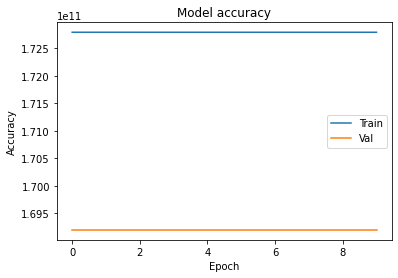 Model accuracy
1e11
1.725
1.720
1.715
1.710
1.705
1.700
1.695
Accuracy
Train
Val
0 2 4 6 8
Epoch